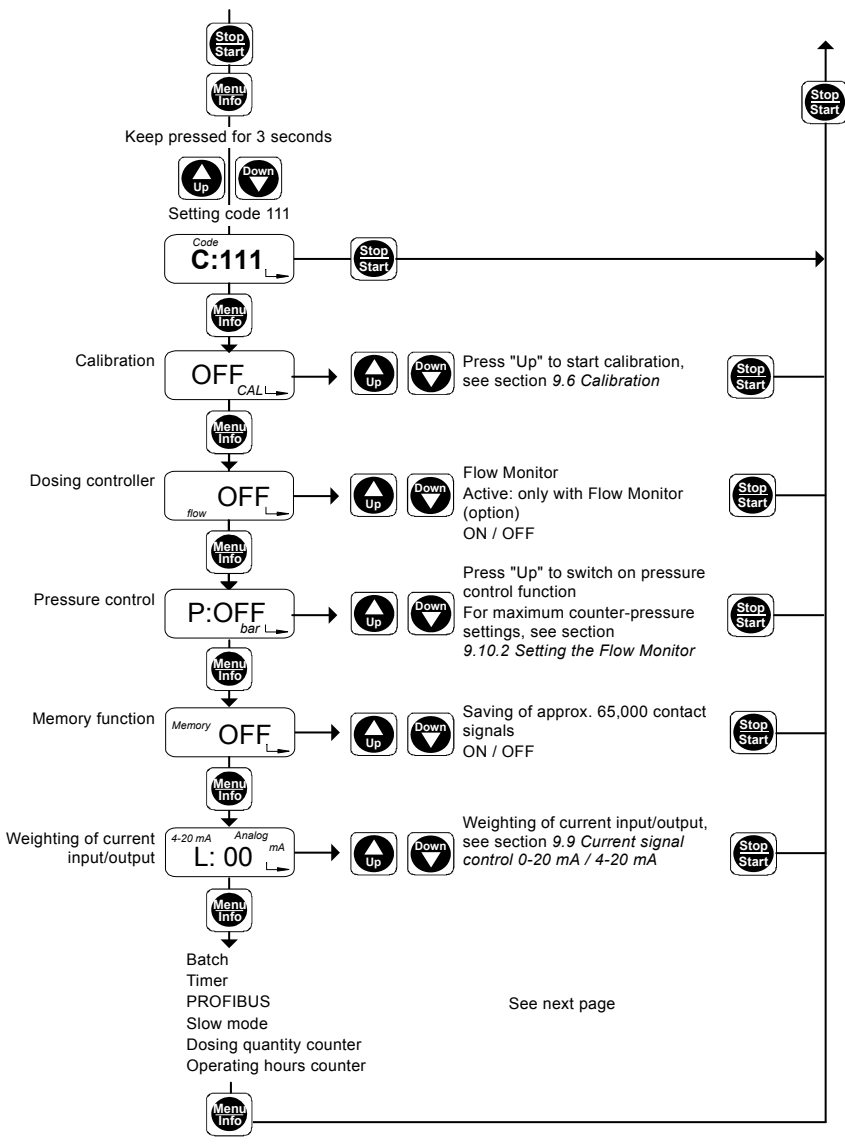 Stop
Start
Stop
Start
Menu
Info
Keep pressed for 3 seconds
Up
Down
Setting code 111
Code
C:111
Stop
Start
Menu
Info
Calibration
OFF
CAL
Up
Down
Press "Up" to start calibration,
see section 9.6 Calibration
Stop
Start
Menu
Info
Dosing controller
OFF
flow
Up
Down
Flow Monitor
Active: only with Flow Monitor
(option)
ON / OFF
Stop
Start
Menu
Info
Pressure control
P:OFF
bar
Up
Down
Press "Up" to switch on pressure
control function
For maximum counter-pressure
settings, see section
9.10.2 Setting the Flow Monitor
Stop
Start
Menu
Info
Memory function
Memory
OFF
Up
Down
Saving of approx. 65,000 contact
signals
ON / OFF
Stop
Start
Menu
Info
Weighting of current
input/output
4-20 mA
Analog
mA
L: 00
Up
Down
Weighting of current input/output,
see section 9.9 Current signal
control 0-20 mA / 4-20 mA
Stop
Start
Menu
Info
Batch
Timer
PROFIBUS
Slow mode
Dosing quantity counter
Operating hours counter
See next page
Menu
Info